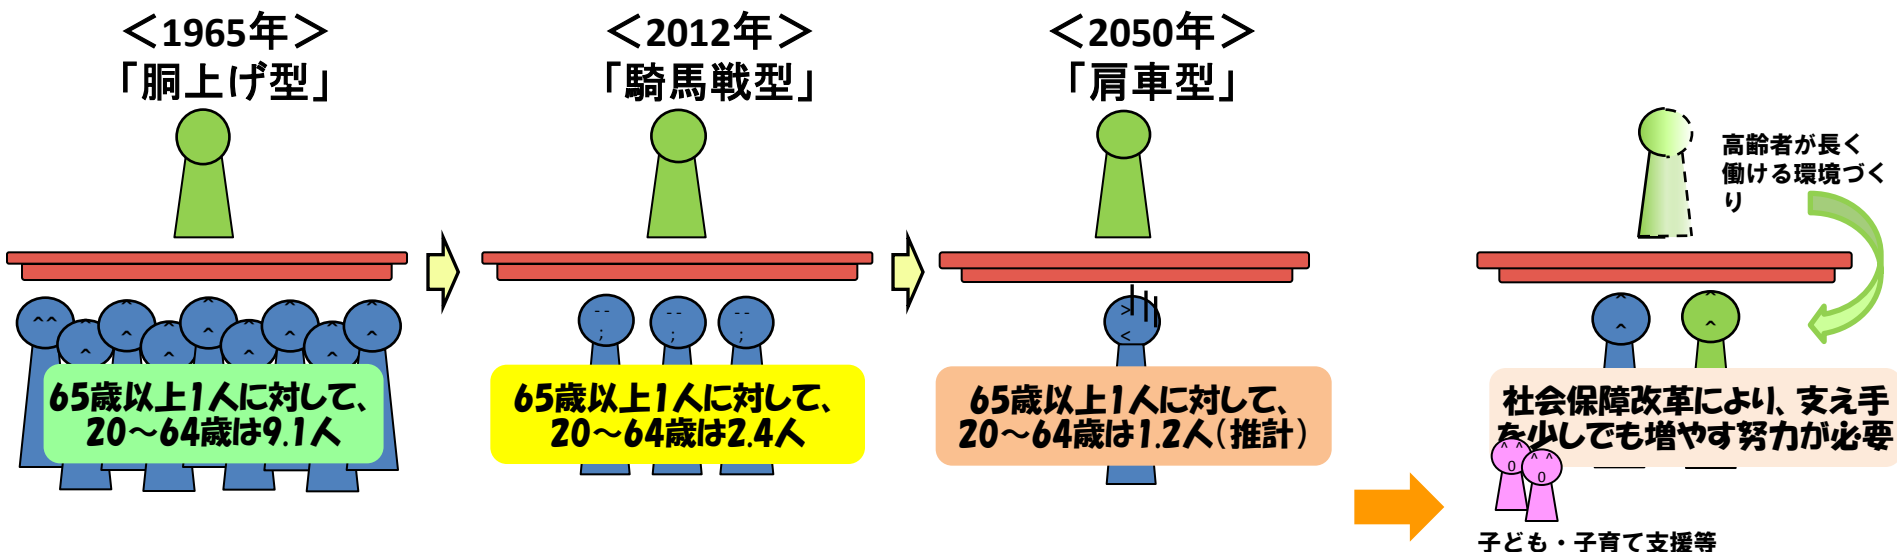 ＜1965年＞
「胴上げ型」
65歳以上1人に対して、
20～64歳は9.1人
＜2012年＞
「騎馬戦型」
65歳以上1人に対して、
20～64歳は2.4人
＜2050年＞
「肩車型」
65歳以上1人に対して、
20～64歳は1.2人（推計）
高齢者が長く
働ける環境づく
り
社会保障改革により、支え手
を少しでも増やす努力が必要
子ども・子育て支援等